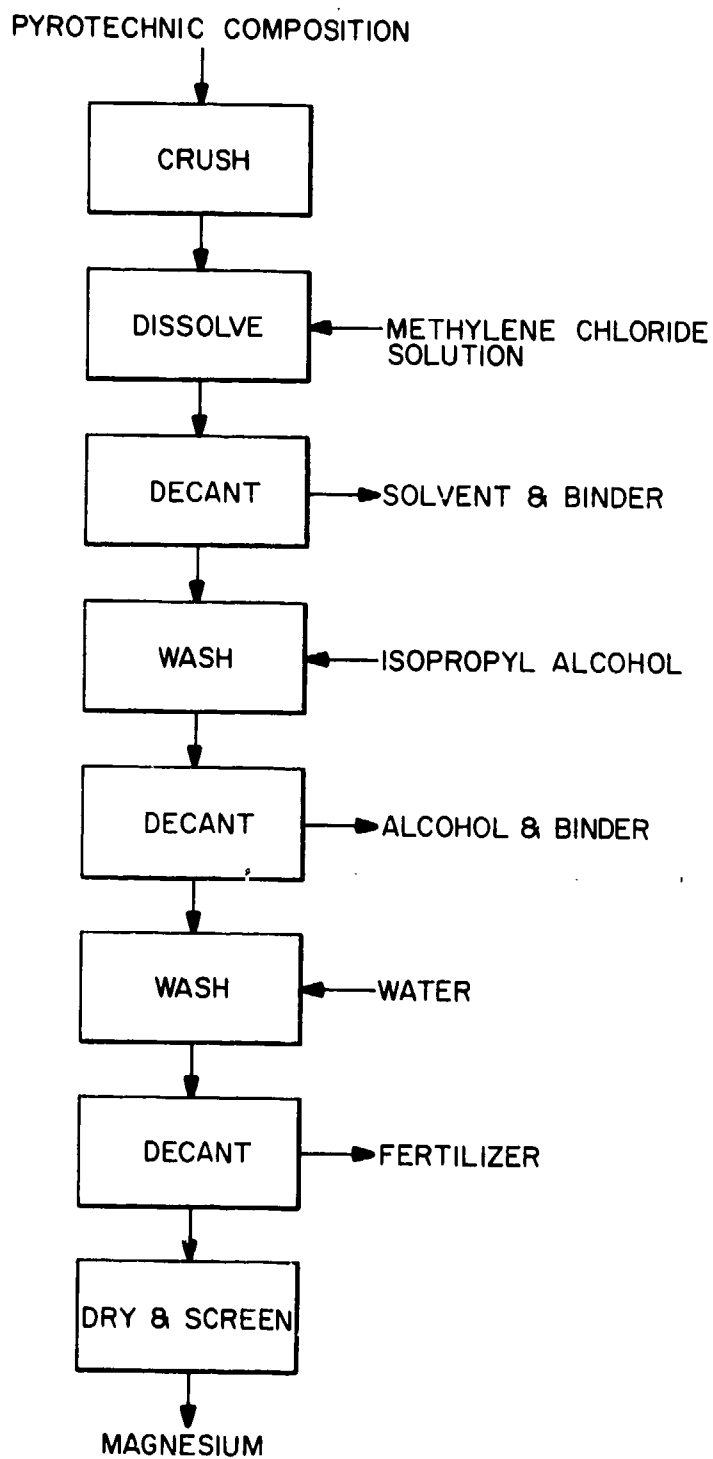 PYROTECHNIC COMPOSITION
CRUSH
DISSOLVE
METHYLENE CHLORIDE
SOLUTION
DECANT
SOLVENT & BINDER
WASH
ISOPROPYL ALCOHOL
DECANT
ALCOHOL & BINDER
WASH
WATER
DECANT
FERTILIZER
DRY & SCREEN
MAGNESIUM